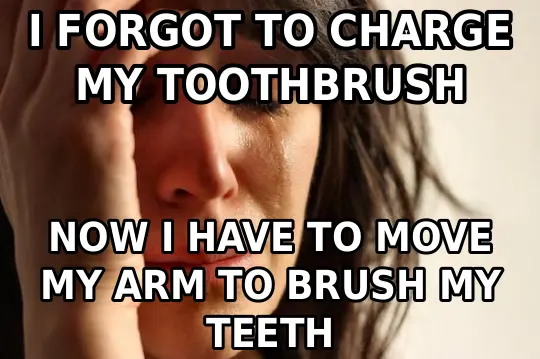 I FORGOT TO CHARGE
MY TOOTHBRUSH
NOW I HAVE TO MOVE
MY ARM TO BRUSH MY
TEETH